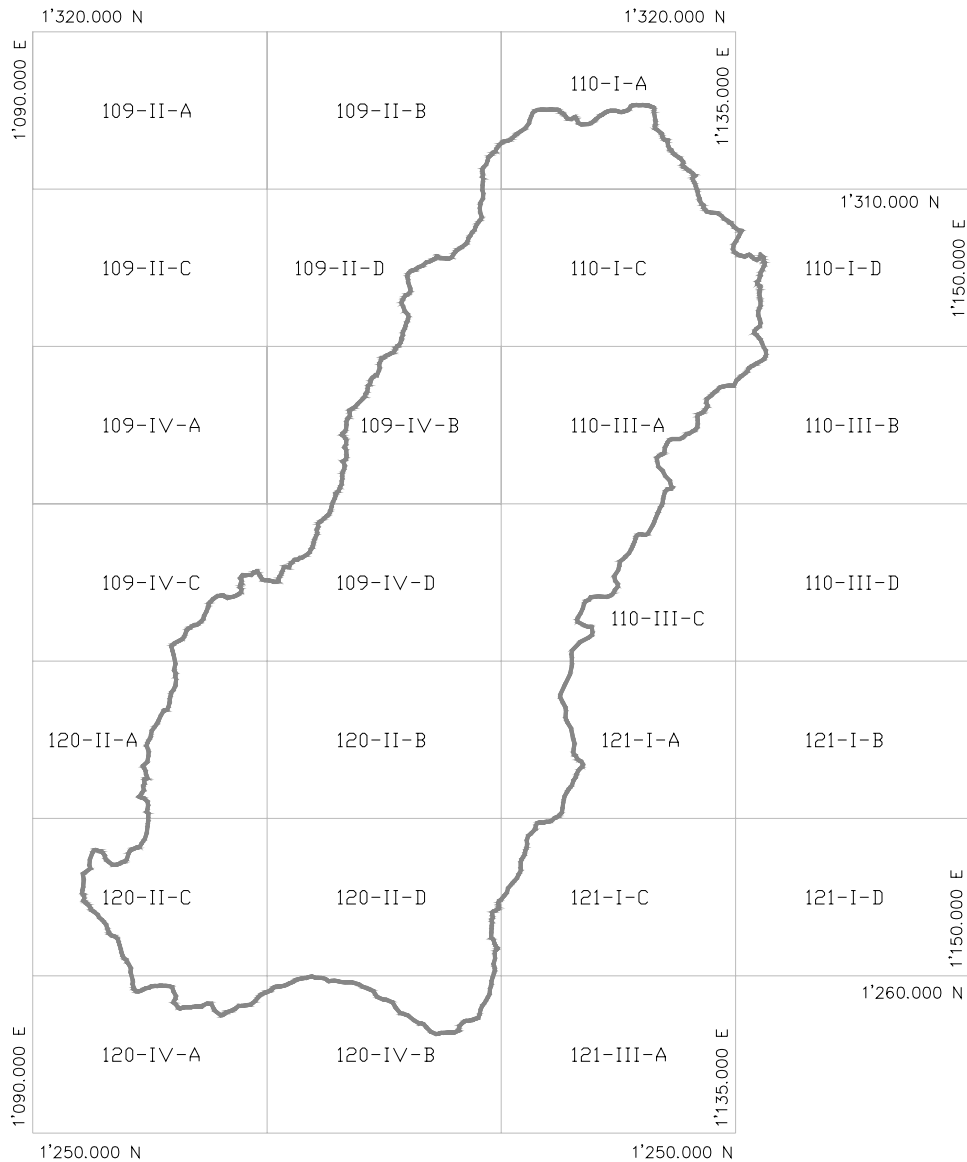 1'320.000 N 1'320.000 N
1'090.000 E
1'135.000 E
110-I-A
109-II-A 109-II-B
1'310.000 N
1'150.000 E
109-II-C 109-II-D 110-I-C 110-I-D
109-IV-A 109-IV-B 110-III-A 110-III-B
109-IV-C 109-IV-D 110-III-D
110-III-C
120-II-A 120-II-B 121-I-A 121-I-B
120-II-C 120-II-D 121-I-C 121-I-D
1'150.000 E
1'260.000 N
120-IV-A 120-IV-B 121-III-A
1'090.000 E
1'135.000 E
1'250.000 N 1'250.000 N